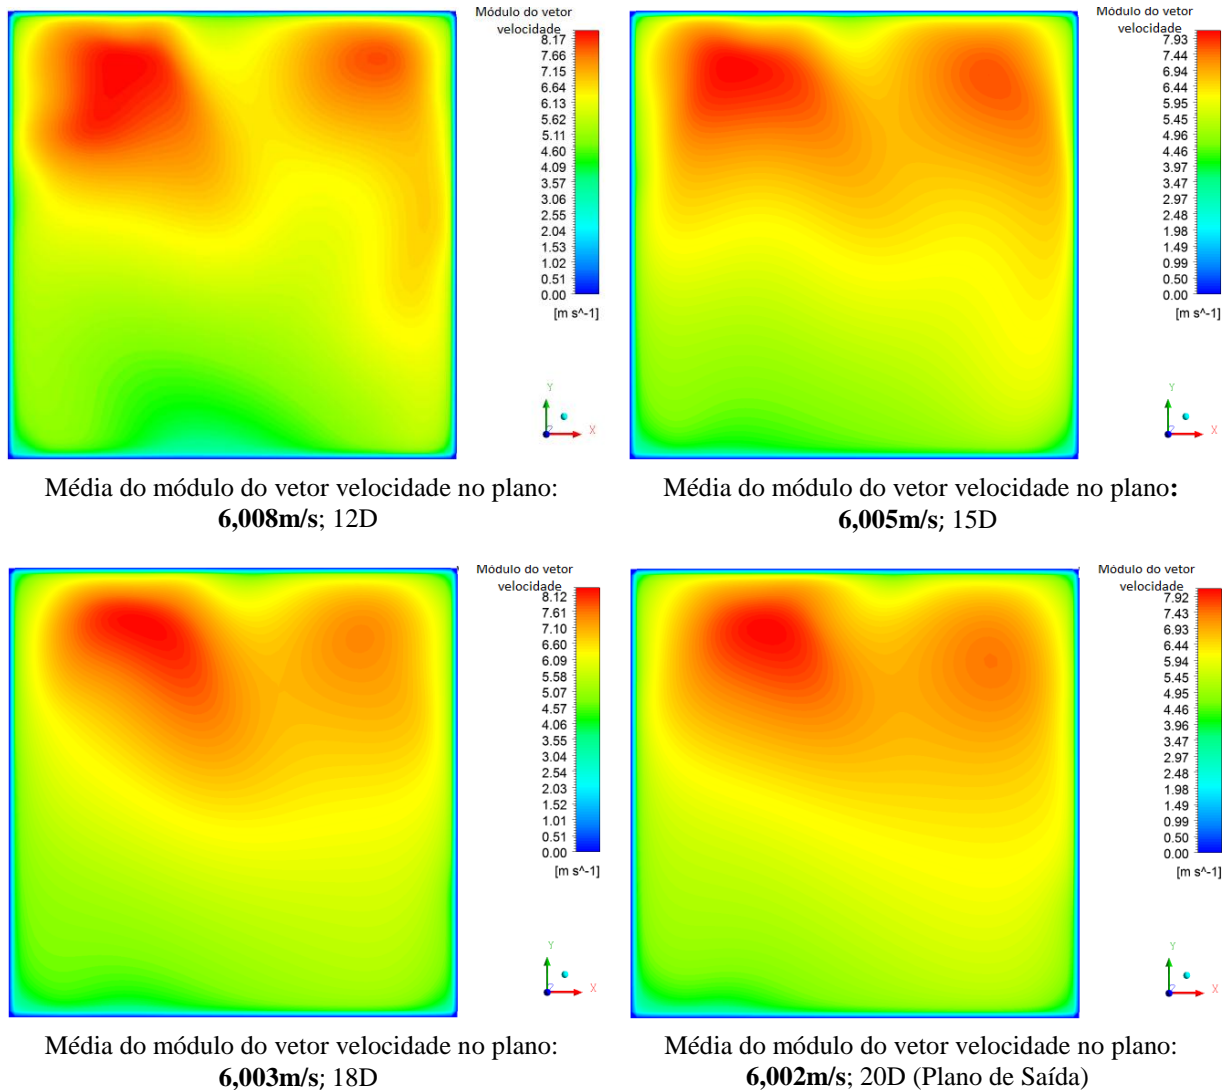 Módulo do vetor
velocidade
8.17
7.66
7.15
6.64
6.13
5.62
5.11
4.60
4.09
3.57
3.06
2.55
2.04
1.53
1.02
0.51
0.00
[m s^-1]
Y
X
Z
Média do módulo do vetor velocidade no plano:
6,008m/s; 12D
Módulo do vetor
velocidade
7.93
7.44
6.94
6.44
5.95
5.45
4.96
4.46
3.97
3.47
2.97
2.48
1.98
1.49
0.99
0.51
0.00
[m s^-1]
Y
X
Z
Média do módulo do vetor velocidade no plano:
6,005m/s; 15D
Módulo do vetor
velocidade
8.12
7.61
7.10
6.60
6.09
5.58
5.07
4.57
4.06
3.55
3.04
2.54
2.03
1.52
1.01
0.51
0.00
[m s^-1]
Y
X
Z
Média do módulo do vetor velocidade no plano:
6,003m/s; 18D
Módulo do vetor
velocidade
7.92
7.43
6.93
6.44
5.94
5.45
4.95
4.46
3.96
3.47
2.97
2.48
1.98
1.49
0.99
0.50
0.00
[m s^-1]
Y
X
Z
Média do módulo do vetor velocidade no plano:
6,002m/s; 20D (Plano de Saída)